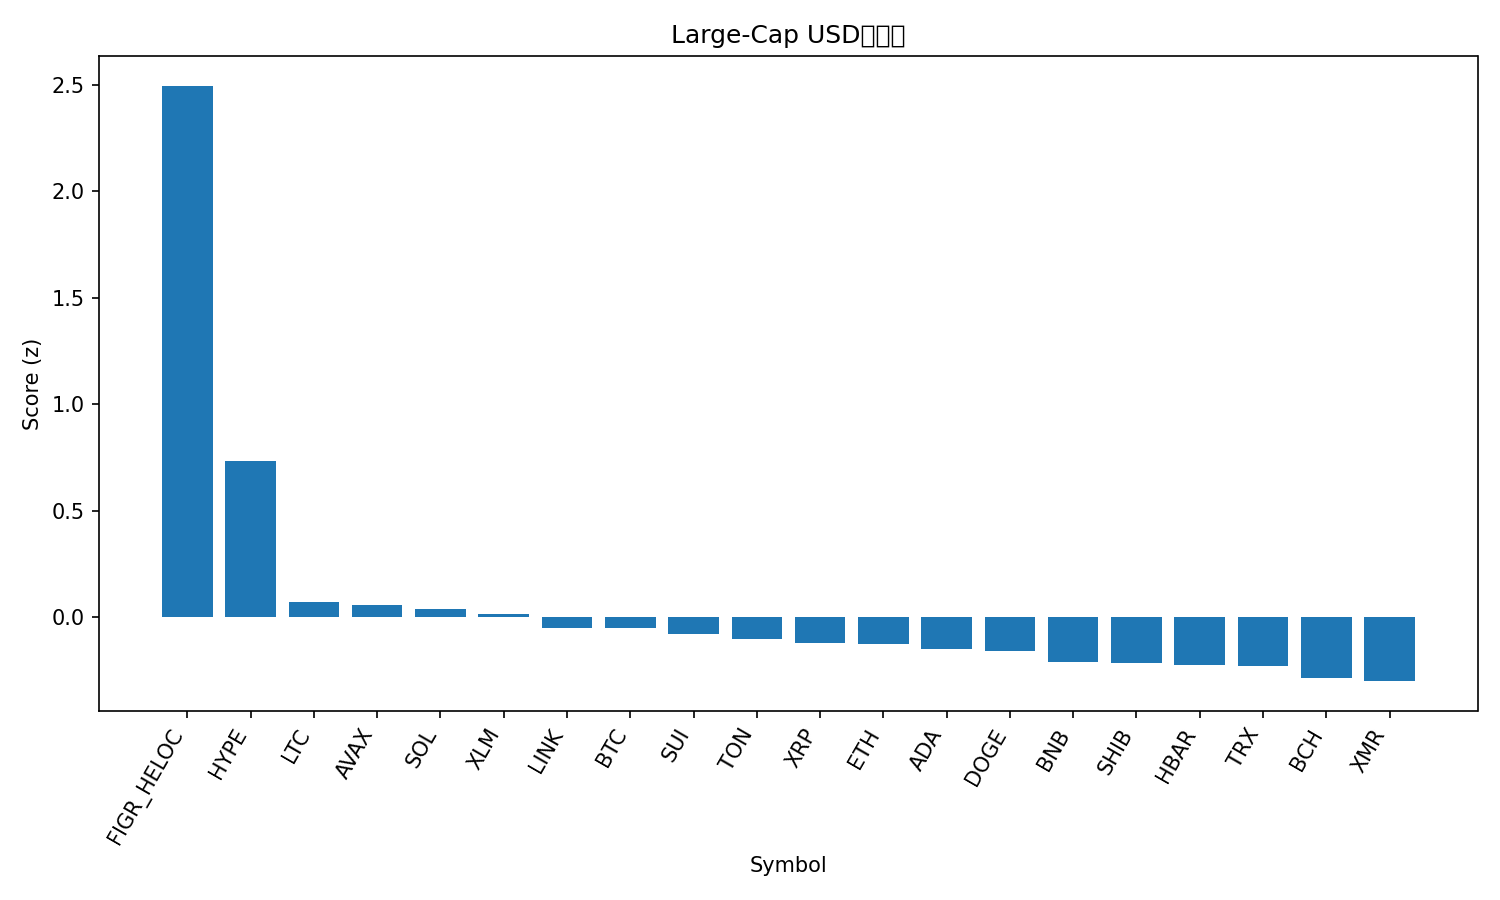 Large-Cap USD
Score (z)
2.5
2.0
1.5
1.0
0.5
0.0
FIGR_HELOC
HYPE
LTC
AVAX
SOL
XLM
LINK
BTC
SUI
TON
XRP
ETH
ADA
DOGE
BNB
SHIB
HBAR
TRX
BCH
XMR
Symbol